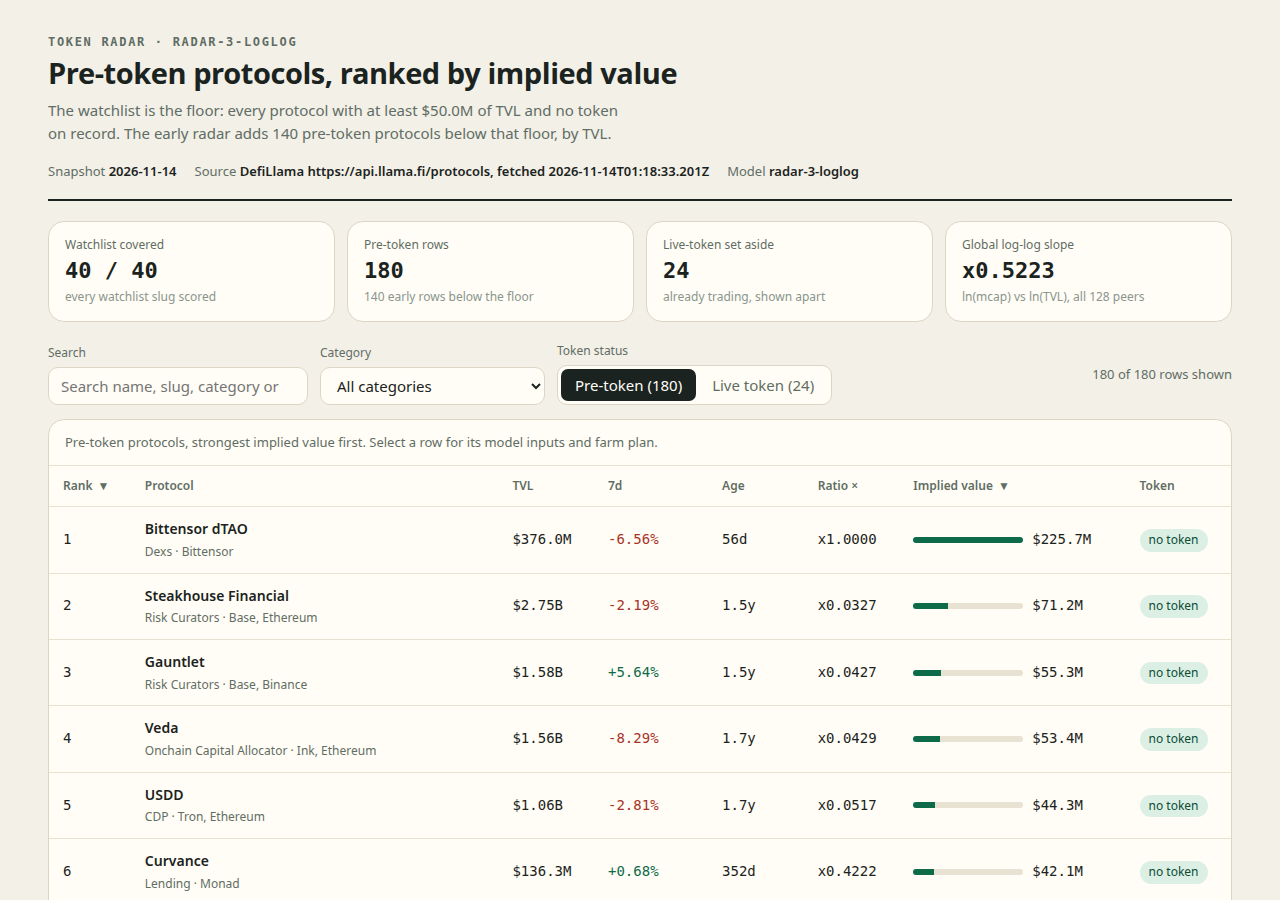 TOKEN RADAR · RADAR-3-LOGLOG
Pre-token protocols, ranked by implied value
The watchlist is the floor: every protocol with at least $50.0M of TVL and no token
on record. The early radar adds 140 pre-token protocols below that floor, by TVL.
Snapshot 2026-11-14 Source DefiLlama https://api.llama.fi/protocols, fetched 2026-11-14T01:18:33.201Z Model radar-3-loglog
Watchlist covered
40 / 40
every watchlist slug scored
Pre-token rows
180
140 early rows below the floor
Live-token set aside
24
already trading, shown apart
Global log-log slope
x0.5223
ln(mcap) vs ln(TVL), all 128 peers
Search
Search name, slug, category or
Category
All categories
Token status
Pre-token (180) Live token (24)
180 of 180 rows shown
Pre-token protocols, strongest implied value first. Select a row for its model inputs and farm plan.
Rank ▼ Protocol TVL 7d Age Ratio × Implied value ▼ Token
1 Bittensor dTAO $376.0M -6.56% 56d x1.0000 $225.7M no token
Dexs · Bittensor
2 Steakhouse Financial $2.75B -2.19% 1.5y x0.0327 $71.2M no token
Risk Curators · Base, Ethereum
3 Gauntlet $1.58B +5.64% 1.5y x0.0427 $55.3M no token
Risk Curators · Base, Binance
4 Veda $1.56B -8.29% 1.7y x0.0429 $53.4M no token
Onchain Capital Allocator · Ink, Ethereum
5 USDD $1.06B -2.81% 1.7y x0.0517 $44.3M no token
CDP · Tron, Ethereum
6 Curvance $136.3M +0.68% 352d x0.4222 $42.1M no token
Lending · Monad